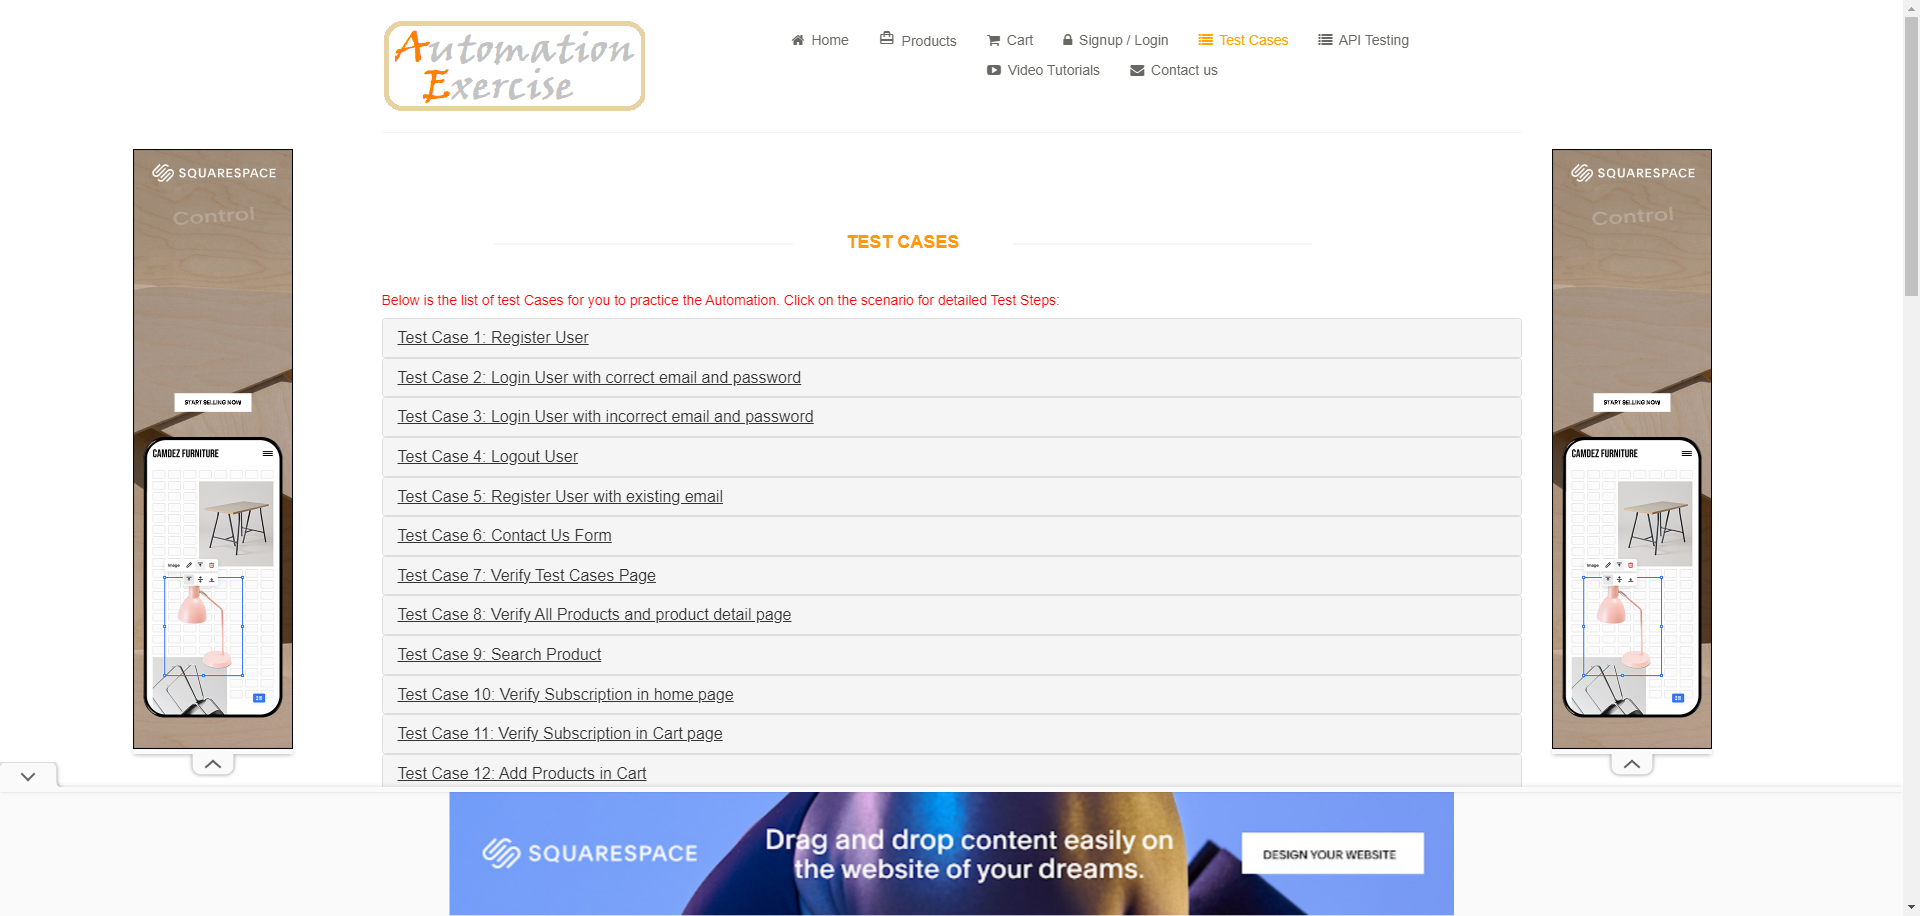 Automation
Exercise
Home
Products
Cart
Signup / Login
Test Cases
API Testing
Video Tutorials
Contact us
SQUARESPACE
Control
START SELLING NOW
CAMDEZ FURNITURE
Image
TEST CASES
Below is the list of test Cases for you to practice the Automation. Click on the scenario for detailed Test Steps:
Test Case 1: Register User
Test Case 2: Login User with correct email and password
Test Case 3: Login User with incorrect email and password
Test Case 4: Logout User
Test Case 5: Register User with existing email
Test Case 6: Contact Us Form
Test Case 7: Verify Test Cases Page
Test Case 8: Verify All Products and product detail page
Test Case 9: Search Product
Test Case 10: Verify Subscription in home page
Test Case 11: Verify Subscription in Cart page
Test Case 12: Add Products in Cart
SQUARESPACE
Control
START SELLING NOW
CAMDEZ FURNITURE
Image
SQUARESPACE
Drag and drop content easily on
the website of your dreams.
DESIGN YOUR WEBSITE